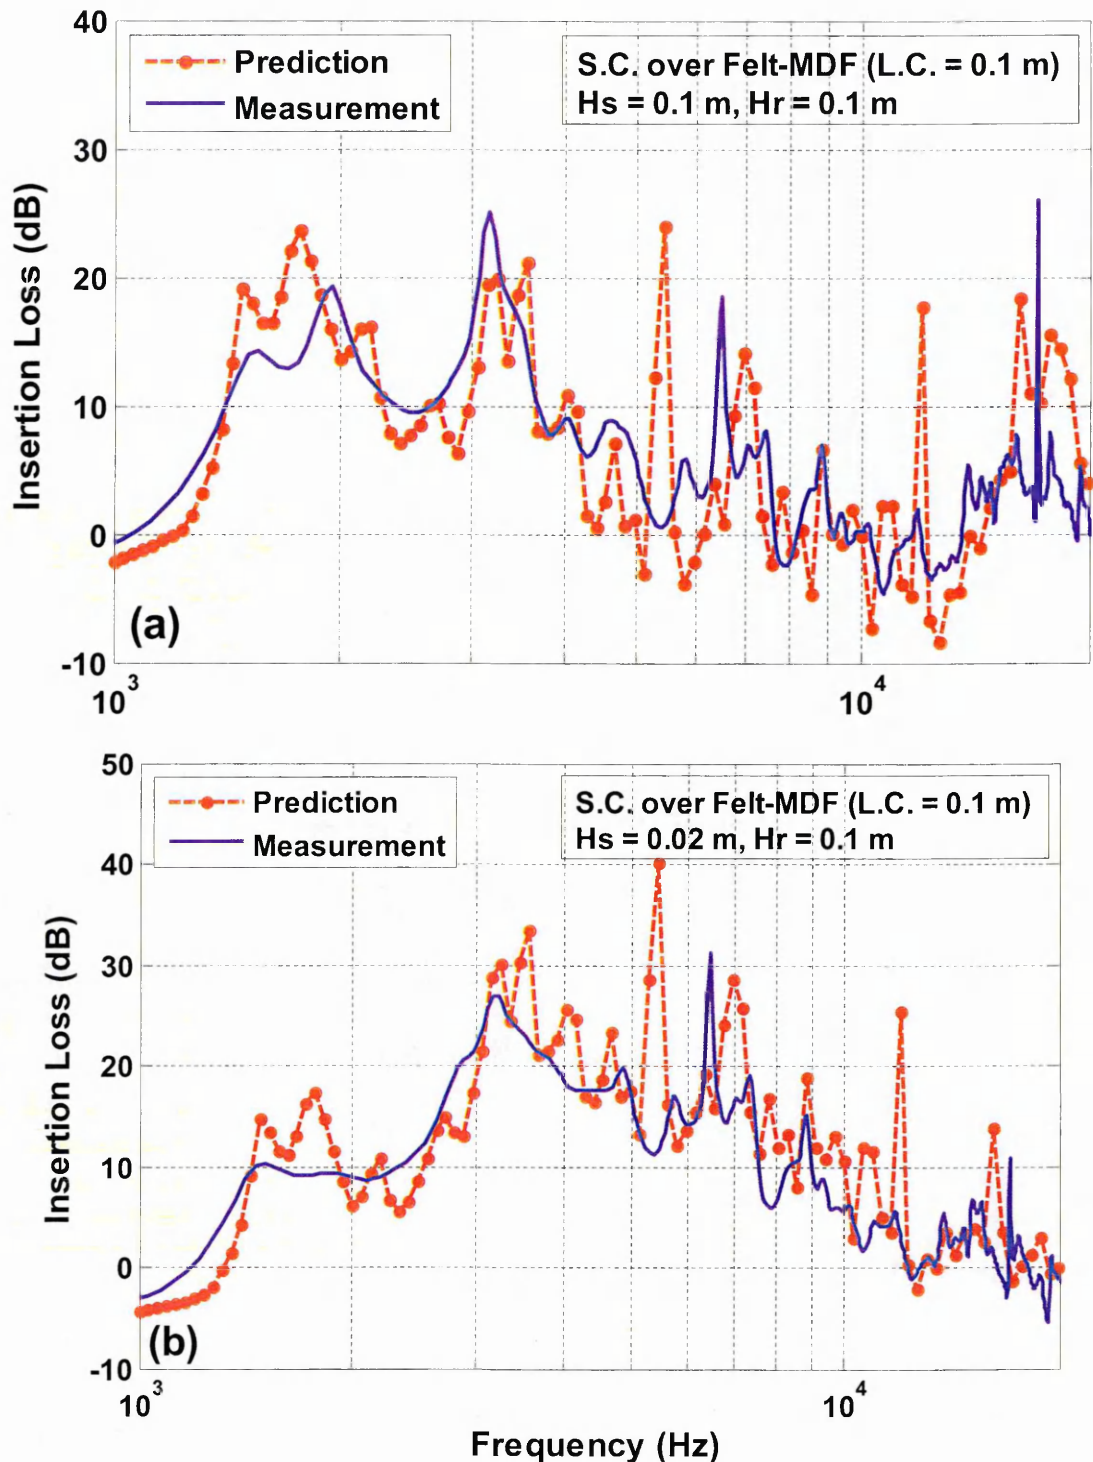 40
30
20
10
0
-10
Insertion Loss (dB)
Prediction
Measurement
S.C. over Felt-MDF (L.C. = 0.1 m)
Hs = 0.1 m, Hr = 0.1 m
(a)
10^3
10^4
50
40
30
20
10
0
-10
Insertion Loss (dB)
Prediction
Measurement
S.C. over Felt-MDF (L.C. = 0.1 m)
Hs = 0.02 m, Hr = 0.1 m
(b)
10^3
10^4
Frequency (Hz)